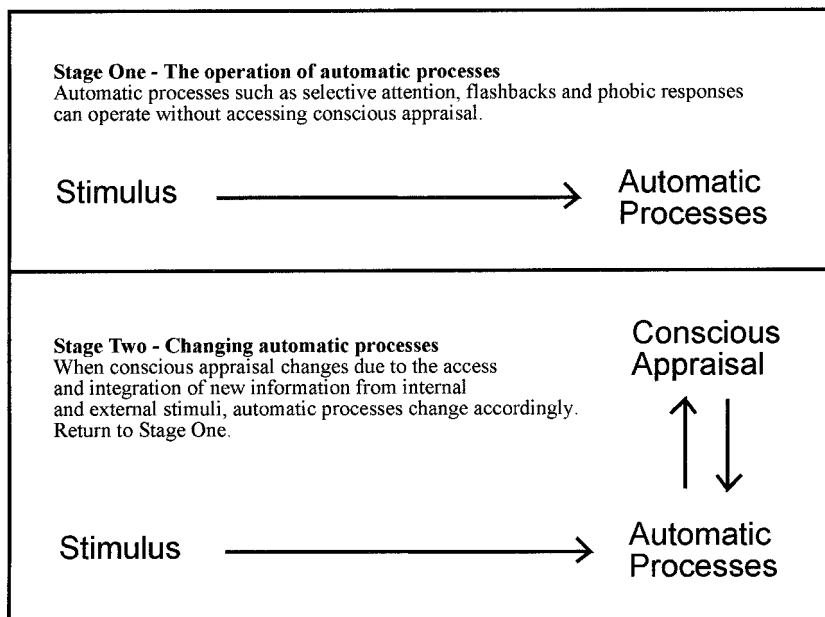 Stage One - The operation of automatic processes
Automatic processes such as selective attention, flashbacks and phobic responses
can operate without accessing conscious appraisal.
Stimulus
Automatic
Processes
Stage Two - Changing automatic processes
When conscious appraisal changes due to the access
and integration of new information from internal
and external stimuli, automatic processes change accordingly.
Return to Stage One.
Conscious
Appraisal
Stimulus
Automatic
Processes